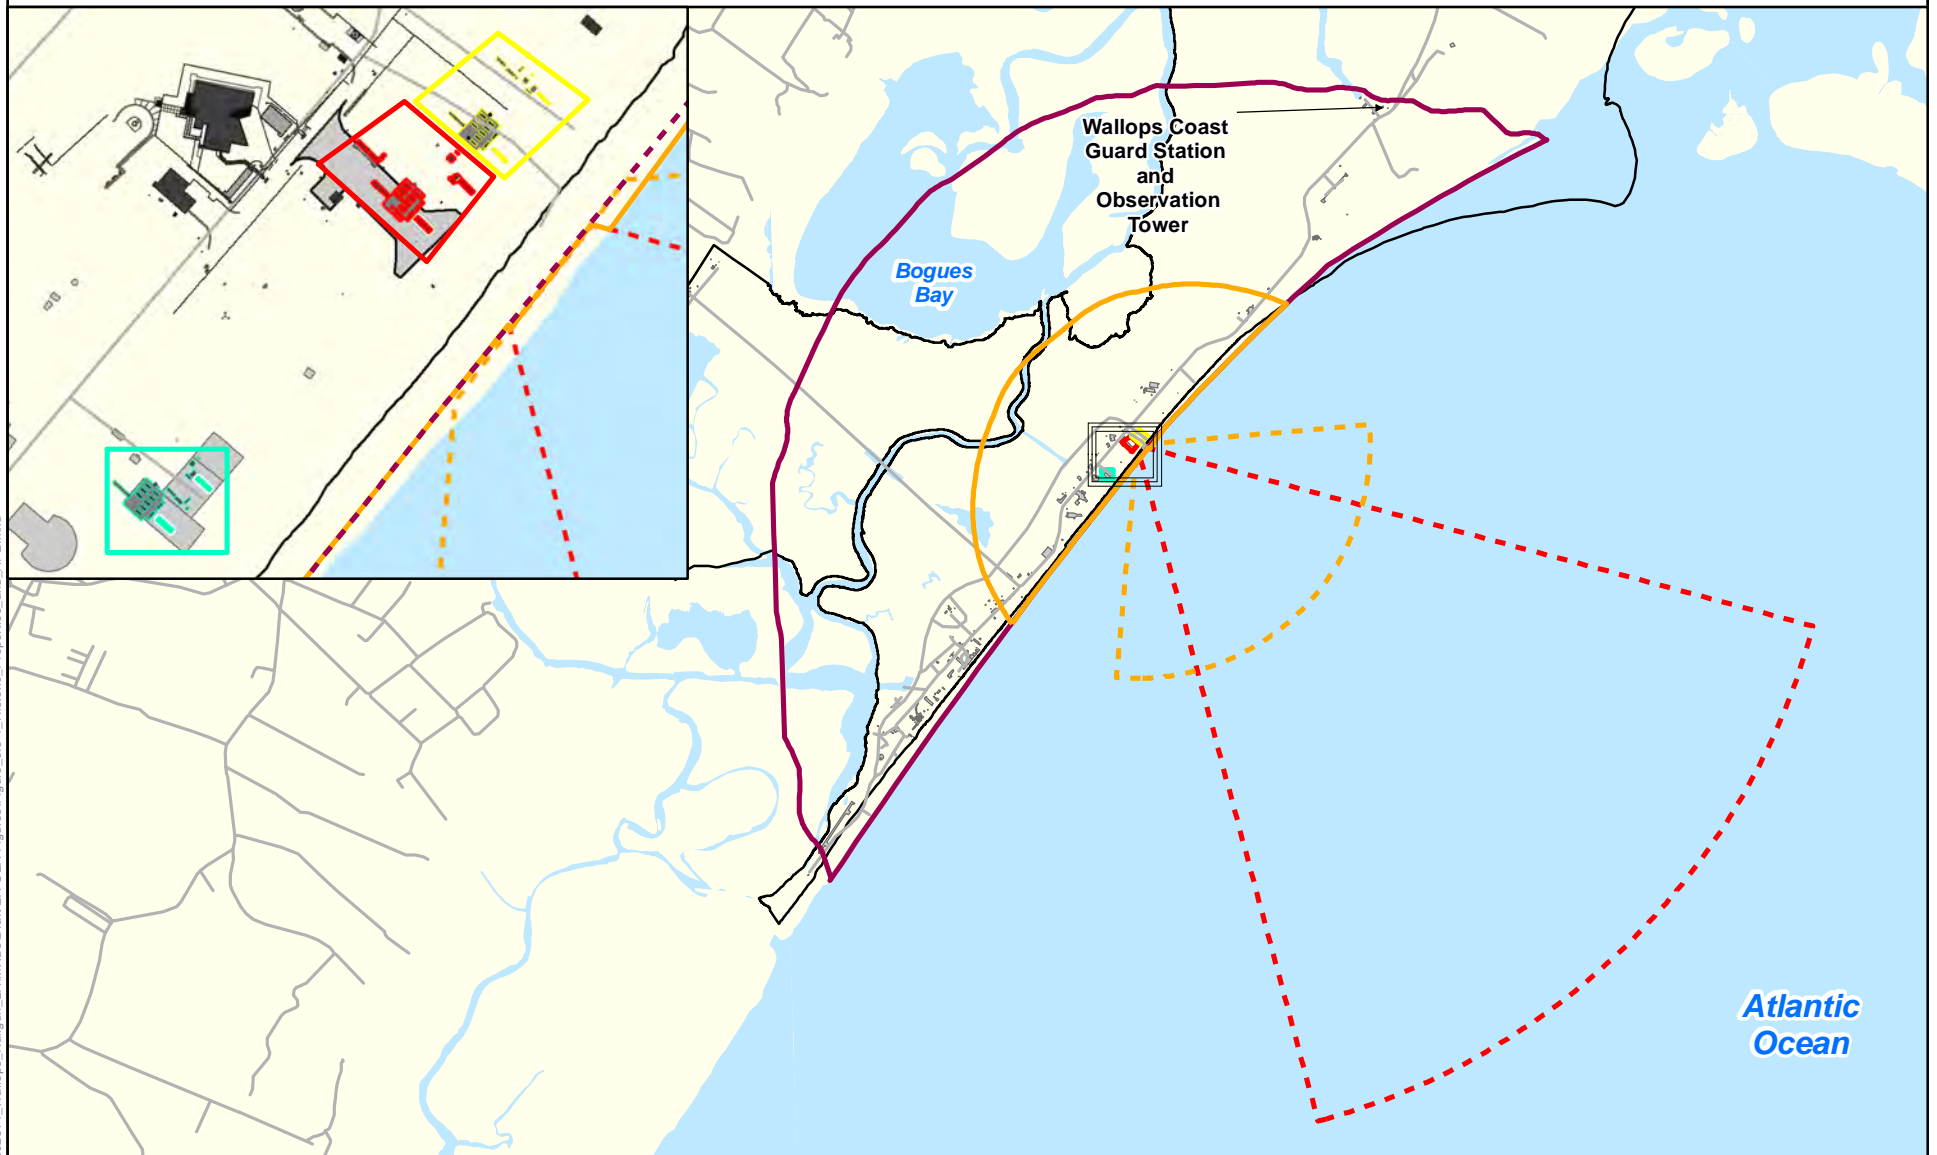 Wallops Coast
Guard Station
and
Observation
Tower
Bogues
Bay
Atlantic
Ocean